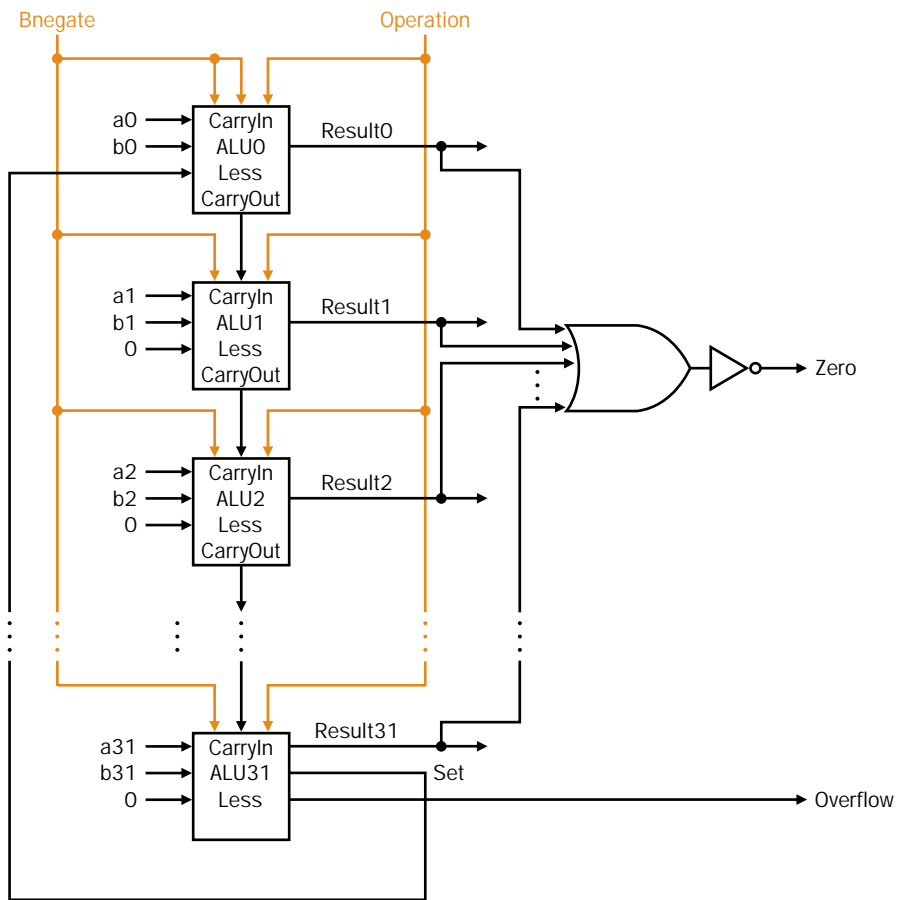 Bnegate
Operation
a0
b0
CarryIn
ALU0
Less
CarryOut
Result0
a1
b1
0
CarryIn
ALU1
Less
CarryOut
Result1
Zero
a2
b2
0
CarryIn
ALU2
Less
CarryOut
Result2
a31
b31
0
CarryIn
ALU31
Less
Result31
Set
Overflow